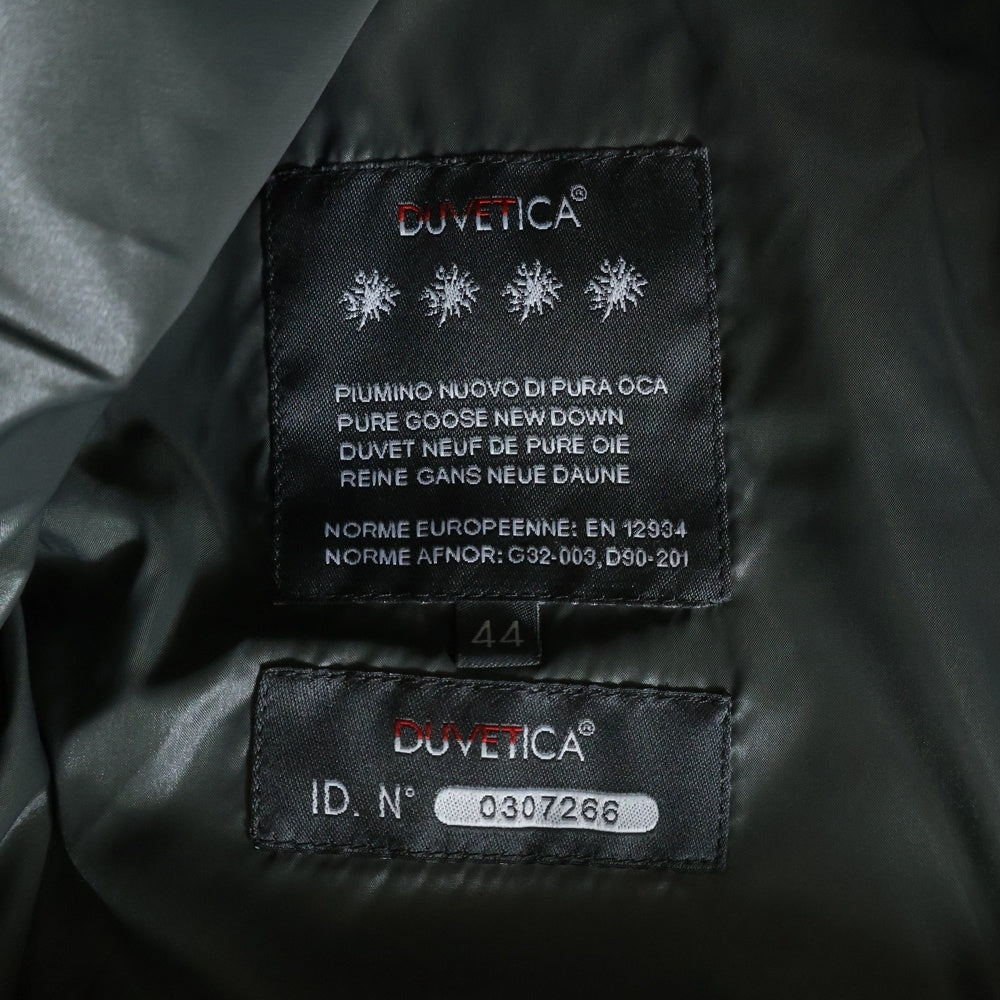 DUVETICA®
PIUMINO NUOVO DI PURA OCA
PURE GOOSE NEW DOWN
DUVET NEUF DE PURE OIE
REINE GANS NEUE DAUNE
NORME EUROPEENNE: EN 12934
NORME AFNOR: G32-003, D90-201
44
DUVETICA®
ID. N° 0307266